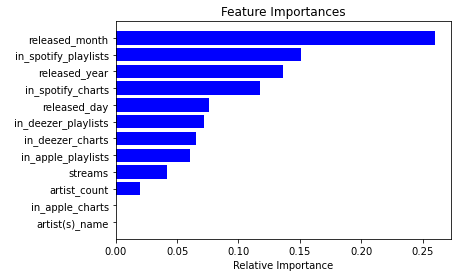 Feature Importances
released_month
in_spotify_playlists
released_year
in_spotify_charts
released_day
in_deezer_playlists
in_deezer_charts
in_apple_playlists
streams
artist_count
in_apple_charts
artist(s)_name
0.00 0.05 0.10 0.15 0.20 0.25
Relative Importance